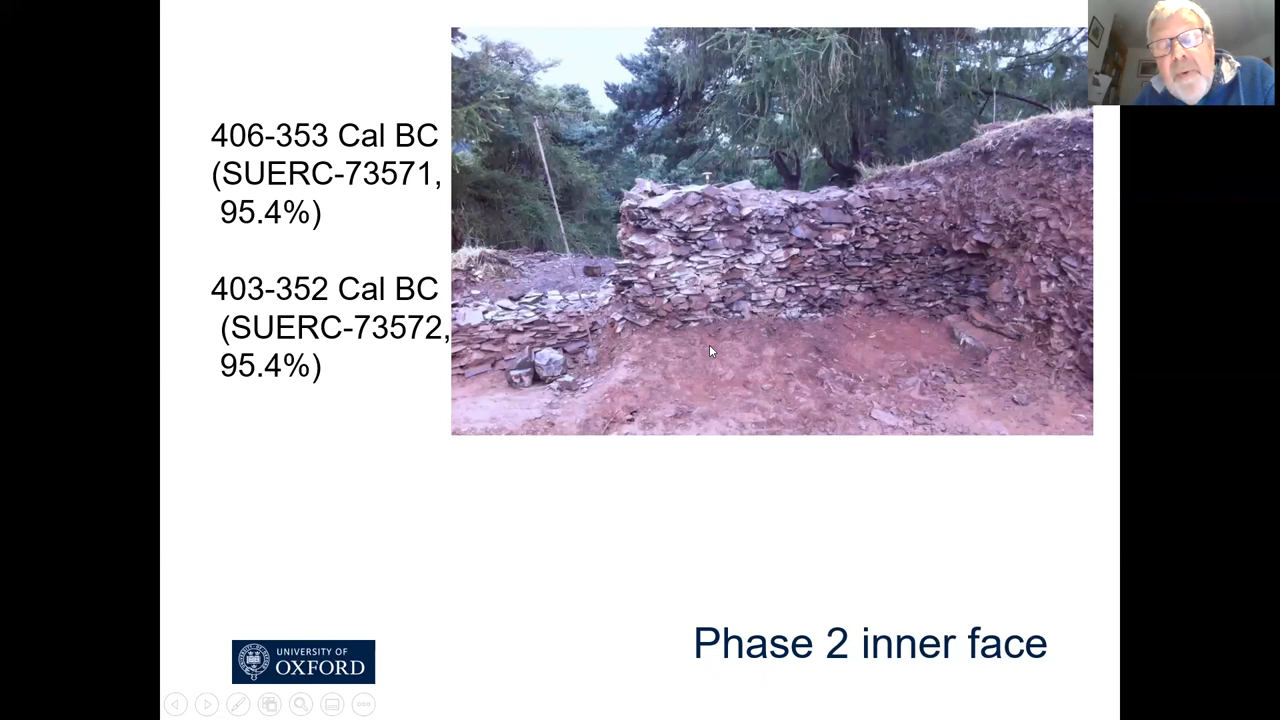 406-353 Cal BC
(SUERC-73571,
95.4%)
403-352 Cal BC
(SUERC-73572,
95.4%)
Phase 2 inner face
UNIVERSITY OF
OXFORD